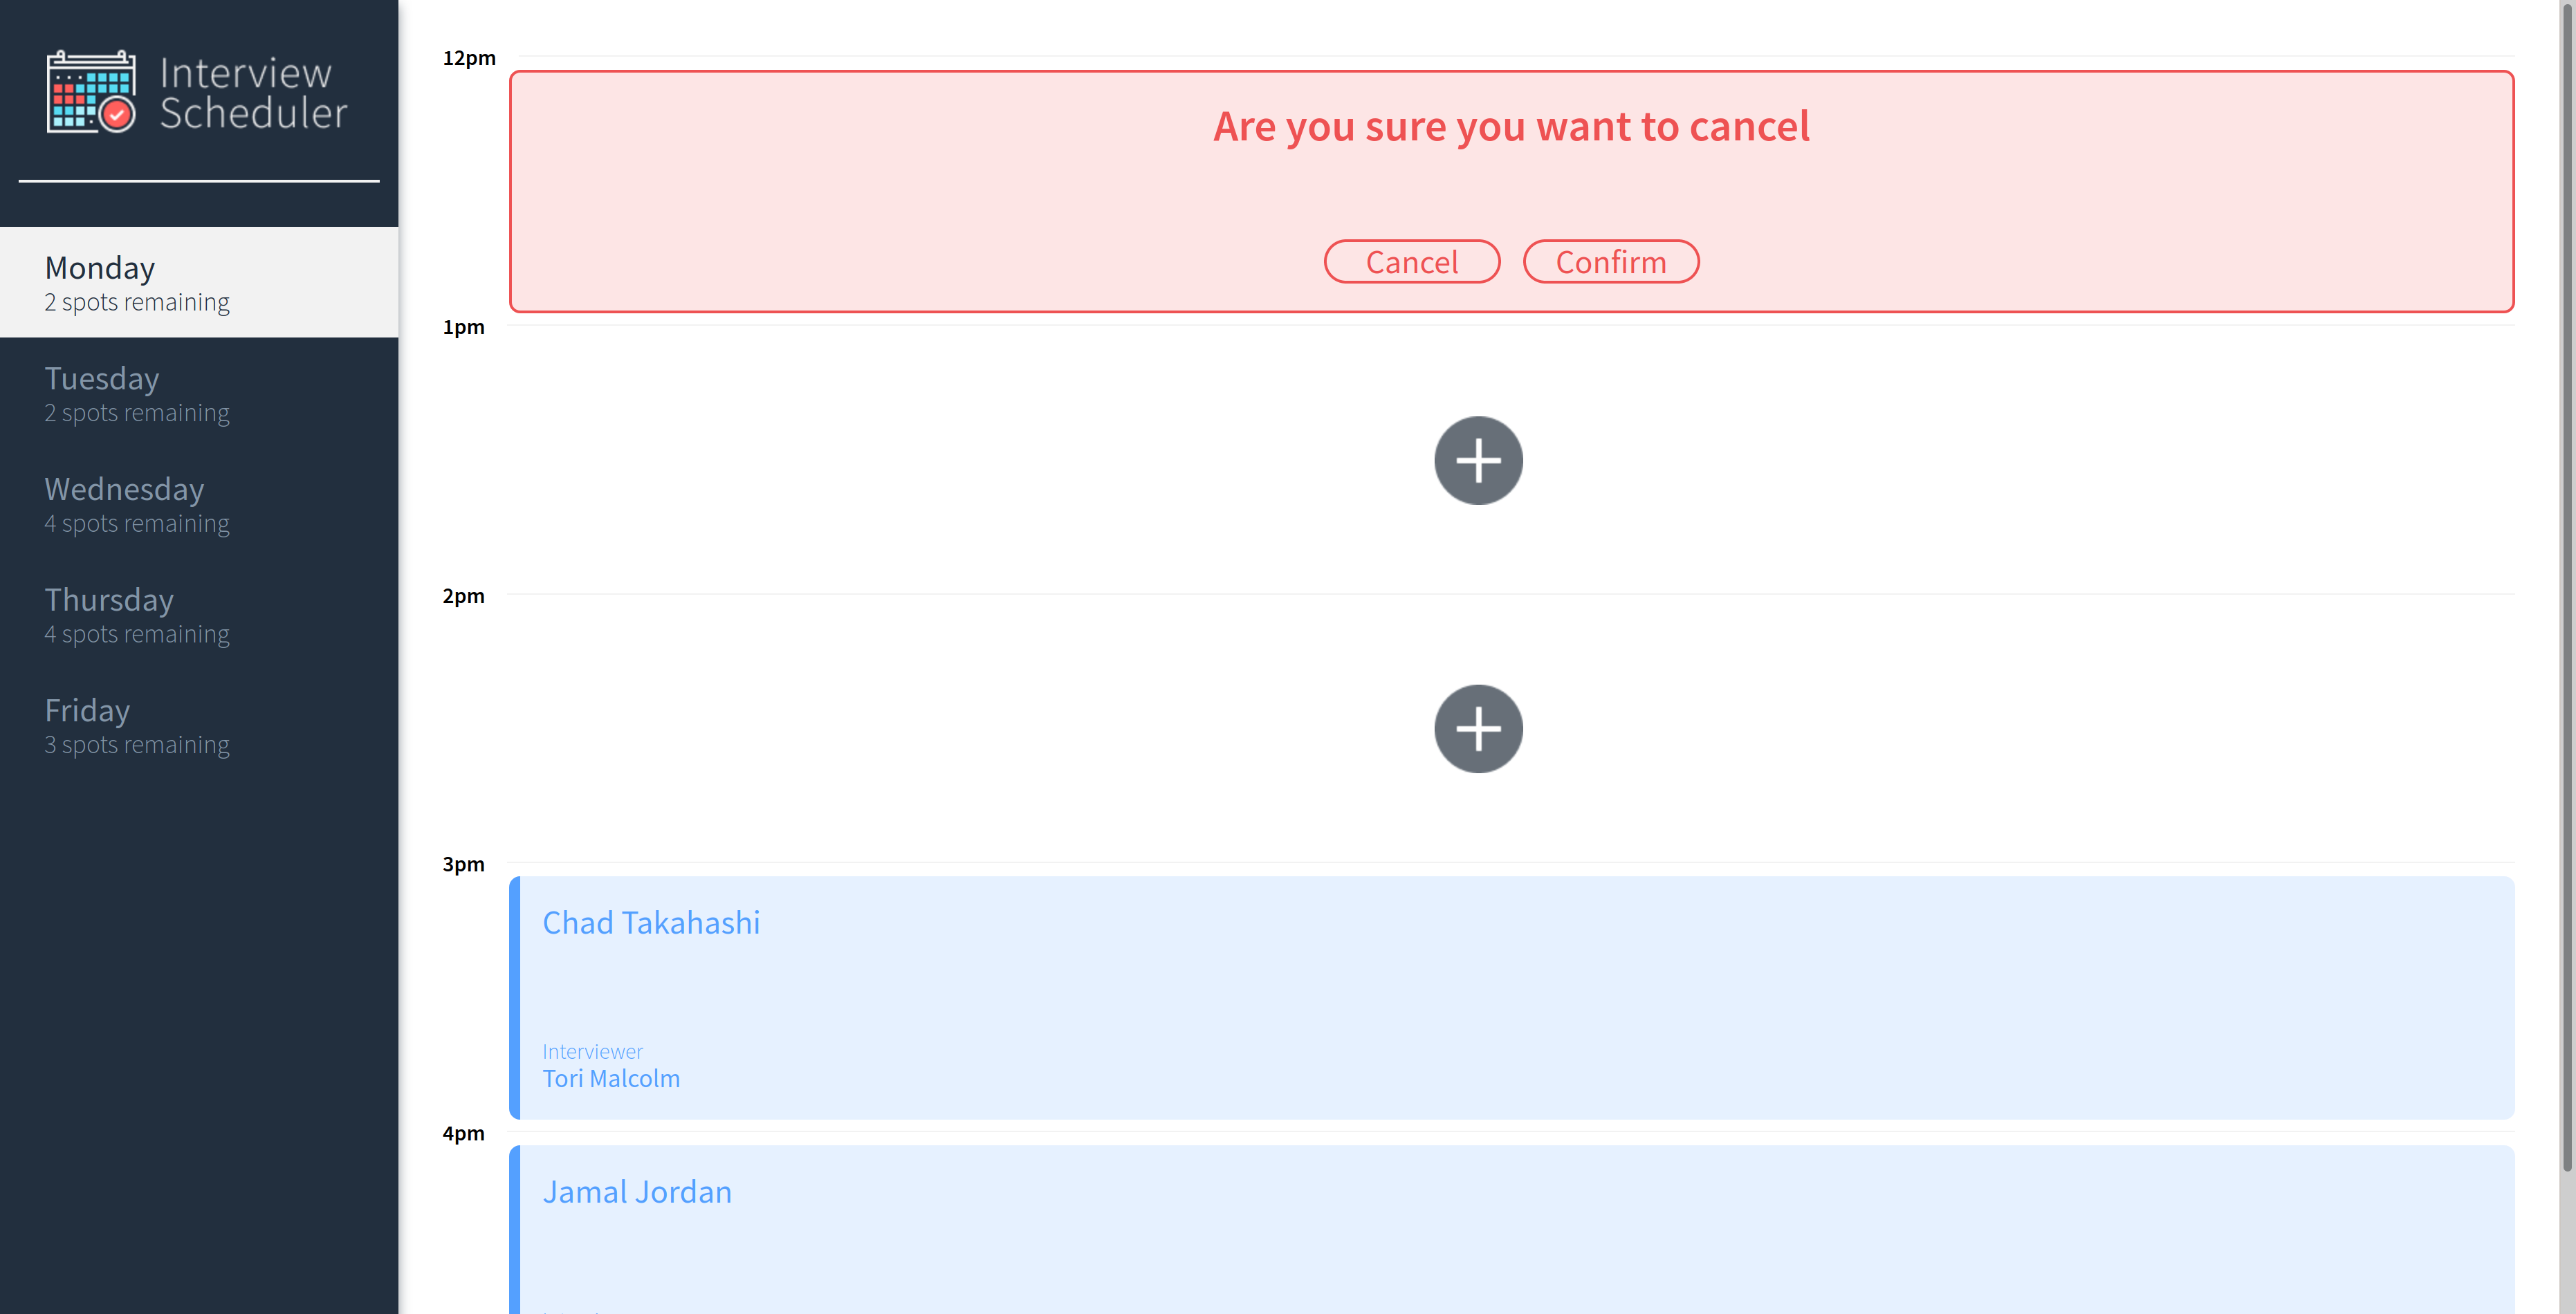 Interview
Scheduler
Monday
2 spots remaining
Tuesday
2 spots remaining
Wednesday
4 spots remaining
Thursday
4 spots remaining
Friday
3 spots remaining
12pm
Are you sure you want to cancel
Cancel
Confirm
1pm
2pm
3pm
Chad Takahashi
Interviewer
Tori Malcolm
4pm
Jamal Jordan